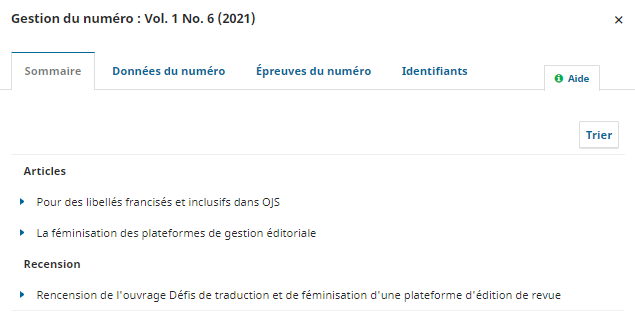 Gestion du numéro : Vol. 1 No. 6 (2021)
×
Sommaire Données du numéro Épreuves du numéro Identifiants Aide
Trier
Articles
Pour des libellés francisés et inclusifs dans OJS
La féminisation des plateformes de gestion éditoriale
Recension
Rencension de l'ouvrage Défis de traduction et de féminisation d'une plateforme d'édition de revue